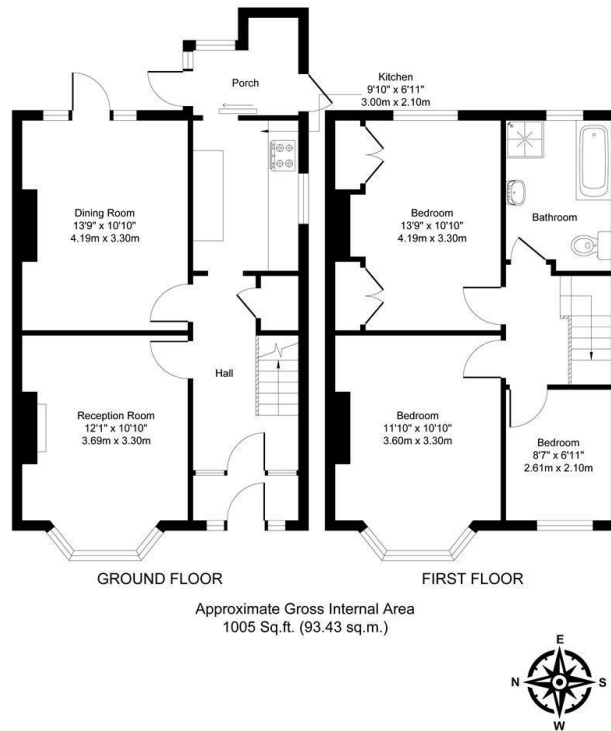 Porch
Kitchen
9'10" x 6'11"
3.00m x 2.10m
Dining Room
13'9" x 10'10"
4.19m x 3.30m
Bedroom
13'9" x 10'10"
4.19m x 3.30m
Bathroom
Hall
Reception Room
12'1" x 10'10"
3.69m x 3.30m
Bedroom
11'10" x 10'10"
3.60m x 3.30m
Bedroom
8'7" x 6'11"
2.61m x 2.10m
GROUND FLOOR
FIRST FLOOR
Approximate Gross Internal Area
1005 Sq.ft. (93.43 sq.m.)
E
N
S
W